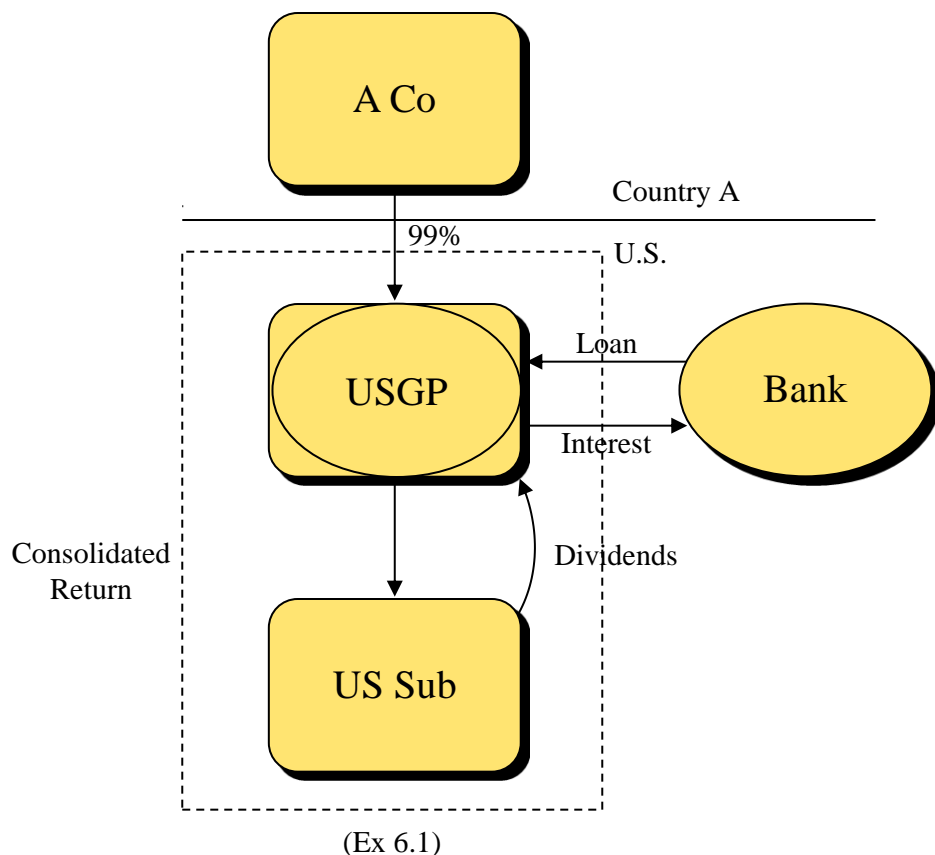 A Co
Country A
99%
U.S.
Loan
USGP
Bank
Interest
Consolidated
Return
Dividends
US Sub
(Ex 6.1)